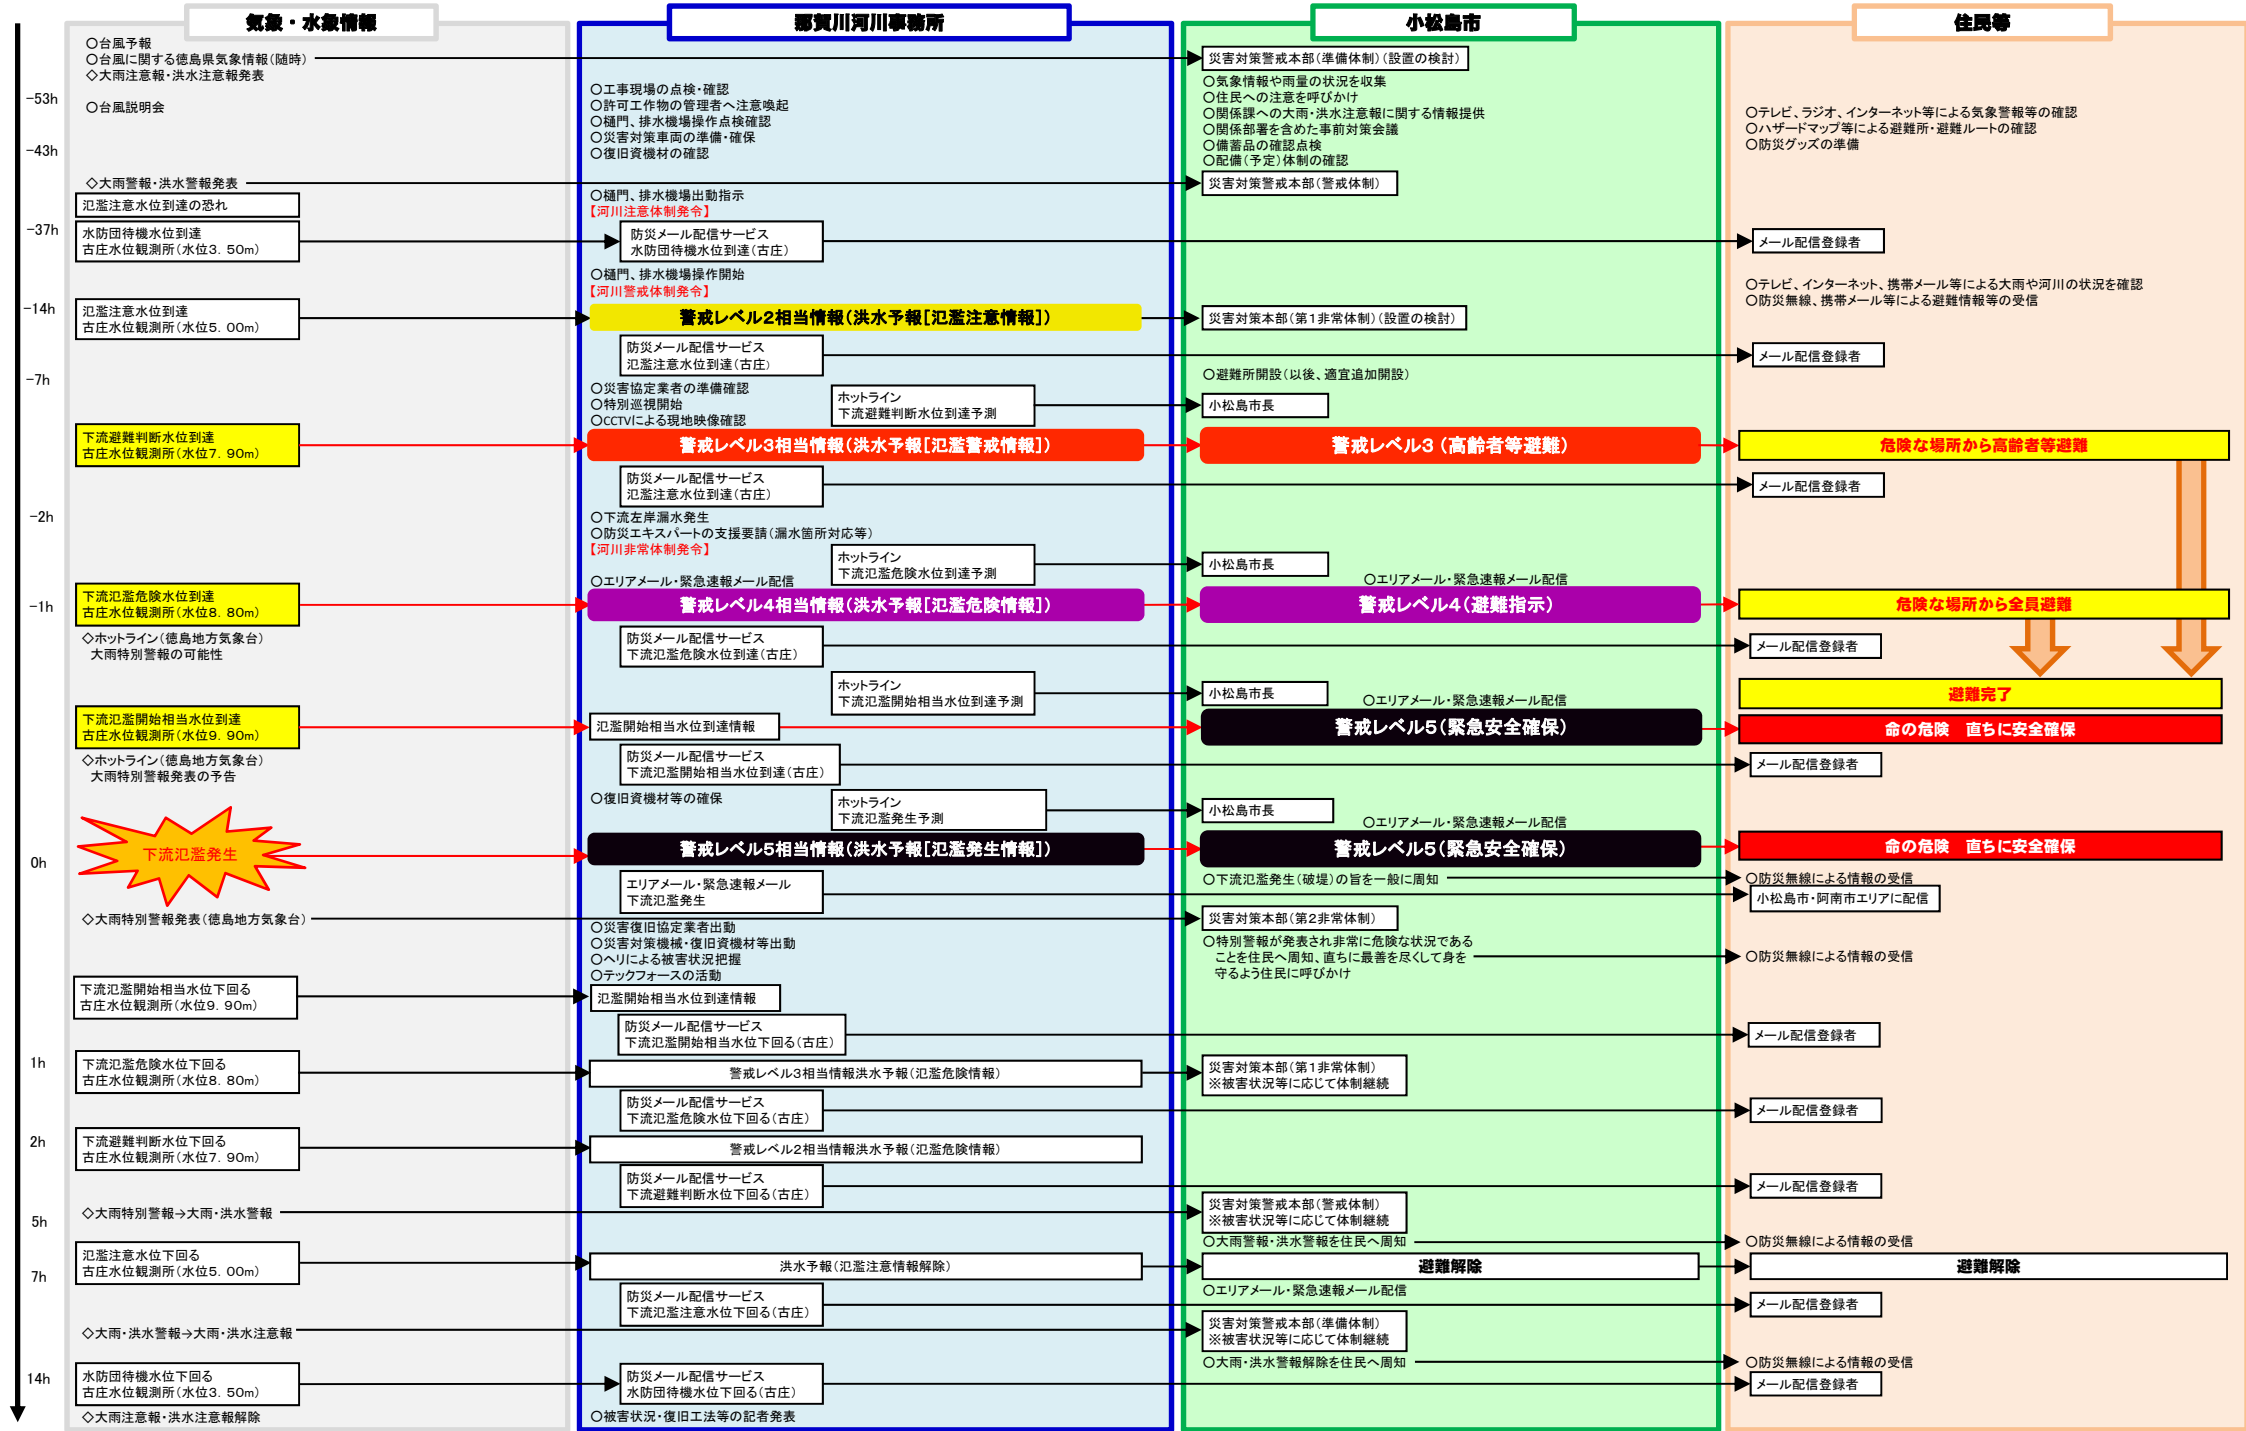 気象・水象情報
那賀川河川事務所
小松島市
住民等
-53h
-43h
-37h
-14h
-7h
-2h
-1h
0h
1h
2h
5h
7h
14h
〇台風予報
〇台風に関する徳島県気象情報(随時)
◇大雨注意報・洪水注意報発表
〇台風説明会
◇大雨警報・洪水警報発表
氾濫注意水位到達の恐れ
水防団待機水位到達
古庄水位観測所(水位3.50m)
氾濫注意水位到達
古庄水位観測所(水位5.00m)
下流避難判断水位到達
古庄水位観測所(水位7.90m)
下流氾濫危険水位到達
古庄水位観測所(水位8.80m)
◇ホットライン(徳島地方気象台)
大雨特別警報の可能性
下流氾濫開始相当水位到達
古庄水位観測所(水位9.90m)
◇ホットライン(徳島地方気象台)
大雨特別警報発表の予告
下流氾濫発生
◇大雨特別警報発表(徳島地方気象台)
下流氾濫開始相当水位下回る
古庄水位観測所(水位9.90m)
下流氾濫危険水位下回る
古庄水位観測所(水位8.80m)
下流避難判断水位下回る
古庄水位観測所(水位7.90m)
◇大雨特別警報→大雨・洪水警報
氾濫注意水位下回る
古庄水位観測所(水位5.00m)
◇大雨・洪水警報→大雨・洪水注意報
水防団待機水位下回る
古庄水位観測所(水位3.50m)
◇大雨注意報・洪水注意報解除
〇工事現場の点検・確認
〇許可工作物の管理者へ注意喚起
〇樋門、排水機場操作点検確認
〇災害対策車両の準備・確保
〇復旧資機材の確認
〇樋門、排水機場出動指示
【河川注意体制発令】
防災メール配信サービス
水防団待機水位到達(古庄)
〇樋門、排水機場操作開始
【河川警戒体制発令】
警戒レベル2相当情報(洪水予報[氾濫注意情報])
防災メール配信サービス
氾濫注意水位到達(古庄)
〇災害協定業者の準備確認
〇特別巡視開始
〇CCTVによる現地映像確認
ホットライン
下流避難判断水位到達予測
警戒レベル3相当情報(洪水予報[氾濫警戒情報])
防災メール配信サービス
氾濫注意水位到達(古庄)
〇下流左岸漏水発生
〇防災エキスパートの支援要請(漏水箇所対応等)
【河川非常体制発令】
ホットライン
下流氾濫危険水位到達予測
〇エリアメール・緊急速報メール配信
警戒レベル4相当情報(洪水予報[氾濫危険情報])
防災メール配信サービス
下流氾濫危険水位到達(古庄)
ホットライン
下流氾濫開始相当水位到達予測
氾濫開始相当水位到達情報
防災メール配信サービス
下流氾濫開始相当水位到達(古庄)
〇復旧資機材等の確保
ホットライン
下流氾濫発生予測
警戒レベル5相当情報(洪水予報[氾濫発生情報])
エリアメール・緊急速報メール
下流氾濫発生
〇災害復旧協定業者出動
〇災害対策機械・復旧資機材等出動
〇ヘリによる被害状況把握
〇テックフォースの活動
氾濫開始相当水位到達情報
防災メール配信サービス
下流氾濫開始相当水位下回る(古庄)
警戒レベル3相当情報洪水予報(氾濫危険情報)
防災メール配信サービス
下流氾濫危険水位下回る(古庄)
警戒レベル2相当情報洪水予報(氾濫危険情報)
防災メール配信サービス
下流避難判断水位下回る(古庄)
洪水予報(氾濫注意情報解除)
防災メール配信サービス
下流氾濫注意水位下回る(古庄)
防災メール配信サービス
水防団待機水位下回る(古庄)
〇被害状況・復旧工法等の記者発表
災害対策警戒本部(準備体制)(設置の検討)
〇気象情報や雨量の状況を収集
〇住民への注意を呼びかけ
〇関係課への大雨・洪水注意報に関する情報提供
〇関係部署を含めた事前対策会議
〇備蓄品の確認点検
〇配備(予定)体制の確認
災害対策警戒本部(警戒体制)
災害対策本部(第1非常体制)(設置の検討)
〇避難所開設(以後、適宜追加開設)
小松島市長
警戒レベル3(高齢者等避難)
小松島市長
〇エリアメール・緊急速報メール配信
警戒レベル4(避難指示)
小松島市長
〇エリアメール・緊急速報メール配信
警戒レベル5(緊急安全確保)
小松島市長
〇エリアメール・緊急速報メール配信
警戒レベル5(緊急安全確保)
〇下流氾濫発生(破堤)の旨を一般に周知
災害対策本部(第2非常体制)
〇特別警報が発表され非常に危険な状況である
ことを住民へ周知、直ちに最善を尽くして身を
守るよう住民に呼びかけ
災害対策本部(第1非常体制)
※被害状況等に応じて体制継続
災害対策警戒本部(警戒体制)
※被害状況等に応じて体制継続
〇大雨警報・洪水警報を住民へ周知
避難解除
〇エリアメール・緊急速報メール配信
災害対策警戒本部(準備体制)
※被害状況等に応じて体制継続
〇大雨・洪水警報解除を住民へ周知
〇テレビ、ラジオ、インターネット等による気象警報等の確認
〇ハザードマップ等による避難所・避難ルートの確認
〇防災グッズの準備
メール配信登録者
〇テレビ、インターネット、携帯メール等による大雨や河川の状況を確認
〇防災無線、携帯メール等による避難情報等の受信
メール配信登録者
危険な場所から高齢者等避難
メール配信登録者
危険な場所から全員避難
メール配信登録者
避難完了
命の危険 直ちに安全確保
メール配信登録者
命の危険 直ちに安全確保
〇防災無線による情報の受信
小松島市・阿南市エリアに配信
〇防災無線による情報の受信
メール配信登録者
メール配信登録者
メール配信登録者
〇防災無線による情報の受信
避難解除
メール配信登録者
〇防災無線による情報の受信
メール配信登録者